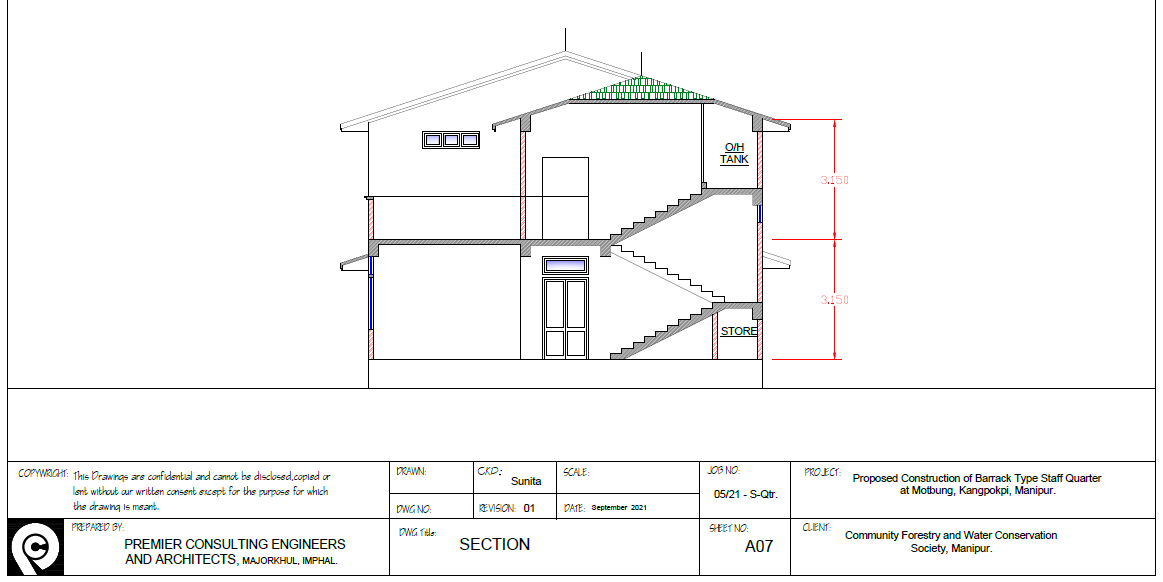 O/H
TANK
3.150
3.150
STORE
COPYWRIGHT: This Drawings are confidential and cannot be disclosed,copied or
lent without our written consent except for the purpose for which
the drawing is meant.
DRAWN:
CKD.: Sunita
SCALE:
JOB NO:
05/21 - S-Qtr.
PROJECT: Proposed Construction of Barrack Type Staff Quarter
at Motbung, Kangpokpi, Manipur.
DWG NO:
REVISION: 01
DATE: September 2021
PREPARED BY:
PREMIER CONSULTING ENGINEERS
AND ARCHITECTS, MAJORKHUL, IMPHAL.
DWG Title: SECTION
SHEET NO:
A07
CLIENT: Community Forestry and Water Conservation
Society, Manipur.